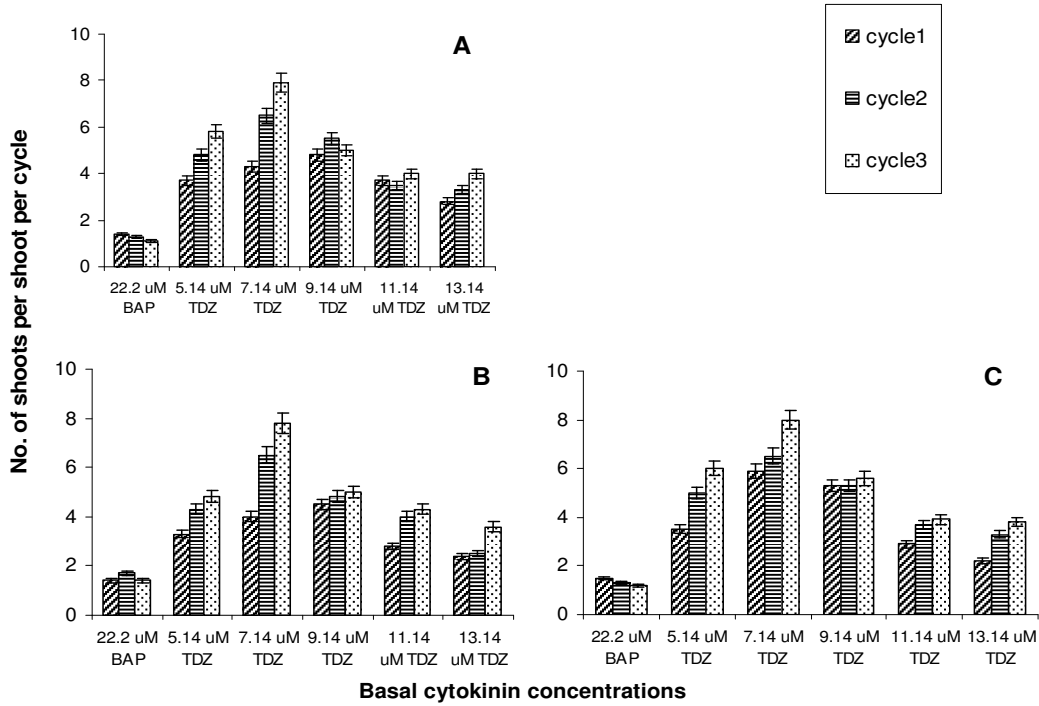 cycle1
cycle2
cycle3
No. of shoots per shoot per cycle
A
10
8
6
4
2
0
22.2 uM 5.14 uM 7.14 uM 9.14 uM 11.14 13.14
BAP TDZ TDZ TDZ uM TDZ uM TDZ
B
10
8
6
4
2
0
22.2 uM 5.14 uM 7.14 uM 9.14 uM 11.14 13.14
BAP TDZ TDZ TDZ uM TDZ uM TDZ
C
10
8
6
4
2
0
22.2 uM 5.14 uM 7.14 uM 9.14 uM 11.14 uM 13.14 uM
BAP TDZ TDZ TDZ TDZ TDZ
Basal cytokinin concentrations